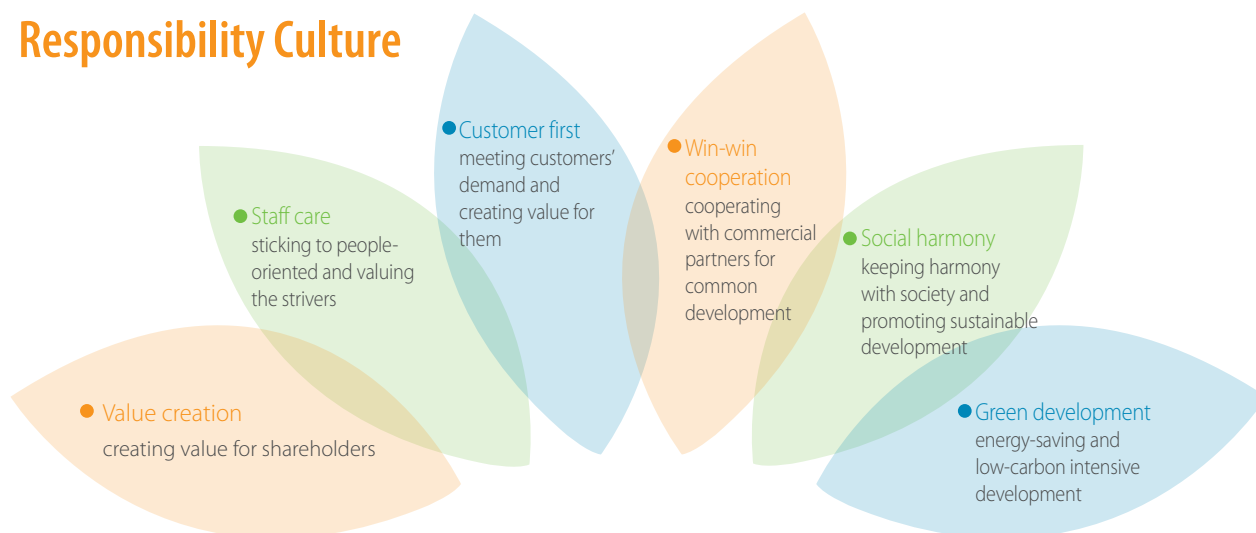 Responsibility Culture
Value creation
creating value for shareholders
Staff care
sticking to people-
oriented and valuing
the strivers
Customer first
meeting customers’
demand and
creating value for
them
Win-win
cooperation
cooperating
with commercial
partners for
common
development
Social harmony
keeping harmony
with society and
promoting sustainable
development
Green development
energy-saving and
low-carbon intensive
development